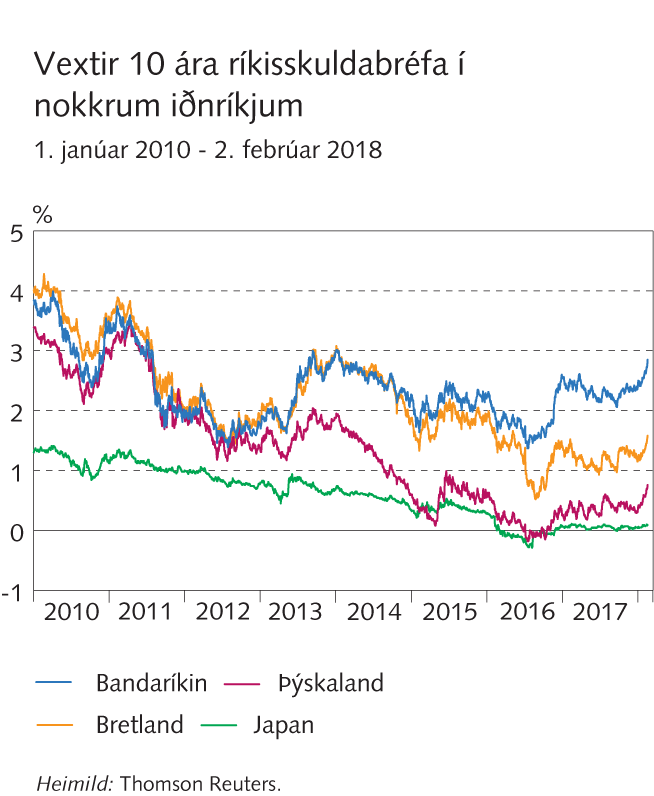 Vextir 10 ára ríkisskuldabréfa í
nokkrum iðnríkjum
1. janúar 2010 - 2. febrúar 2018
%
5
4
3
2
1
0
-1
2010 2011 2012 2013 2014 2015 2016 2017
Bandaríkin Þýskaland
Bretland Japan
Heimild: Thomson Reuters.